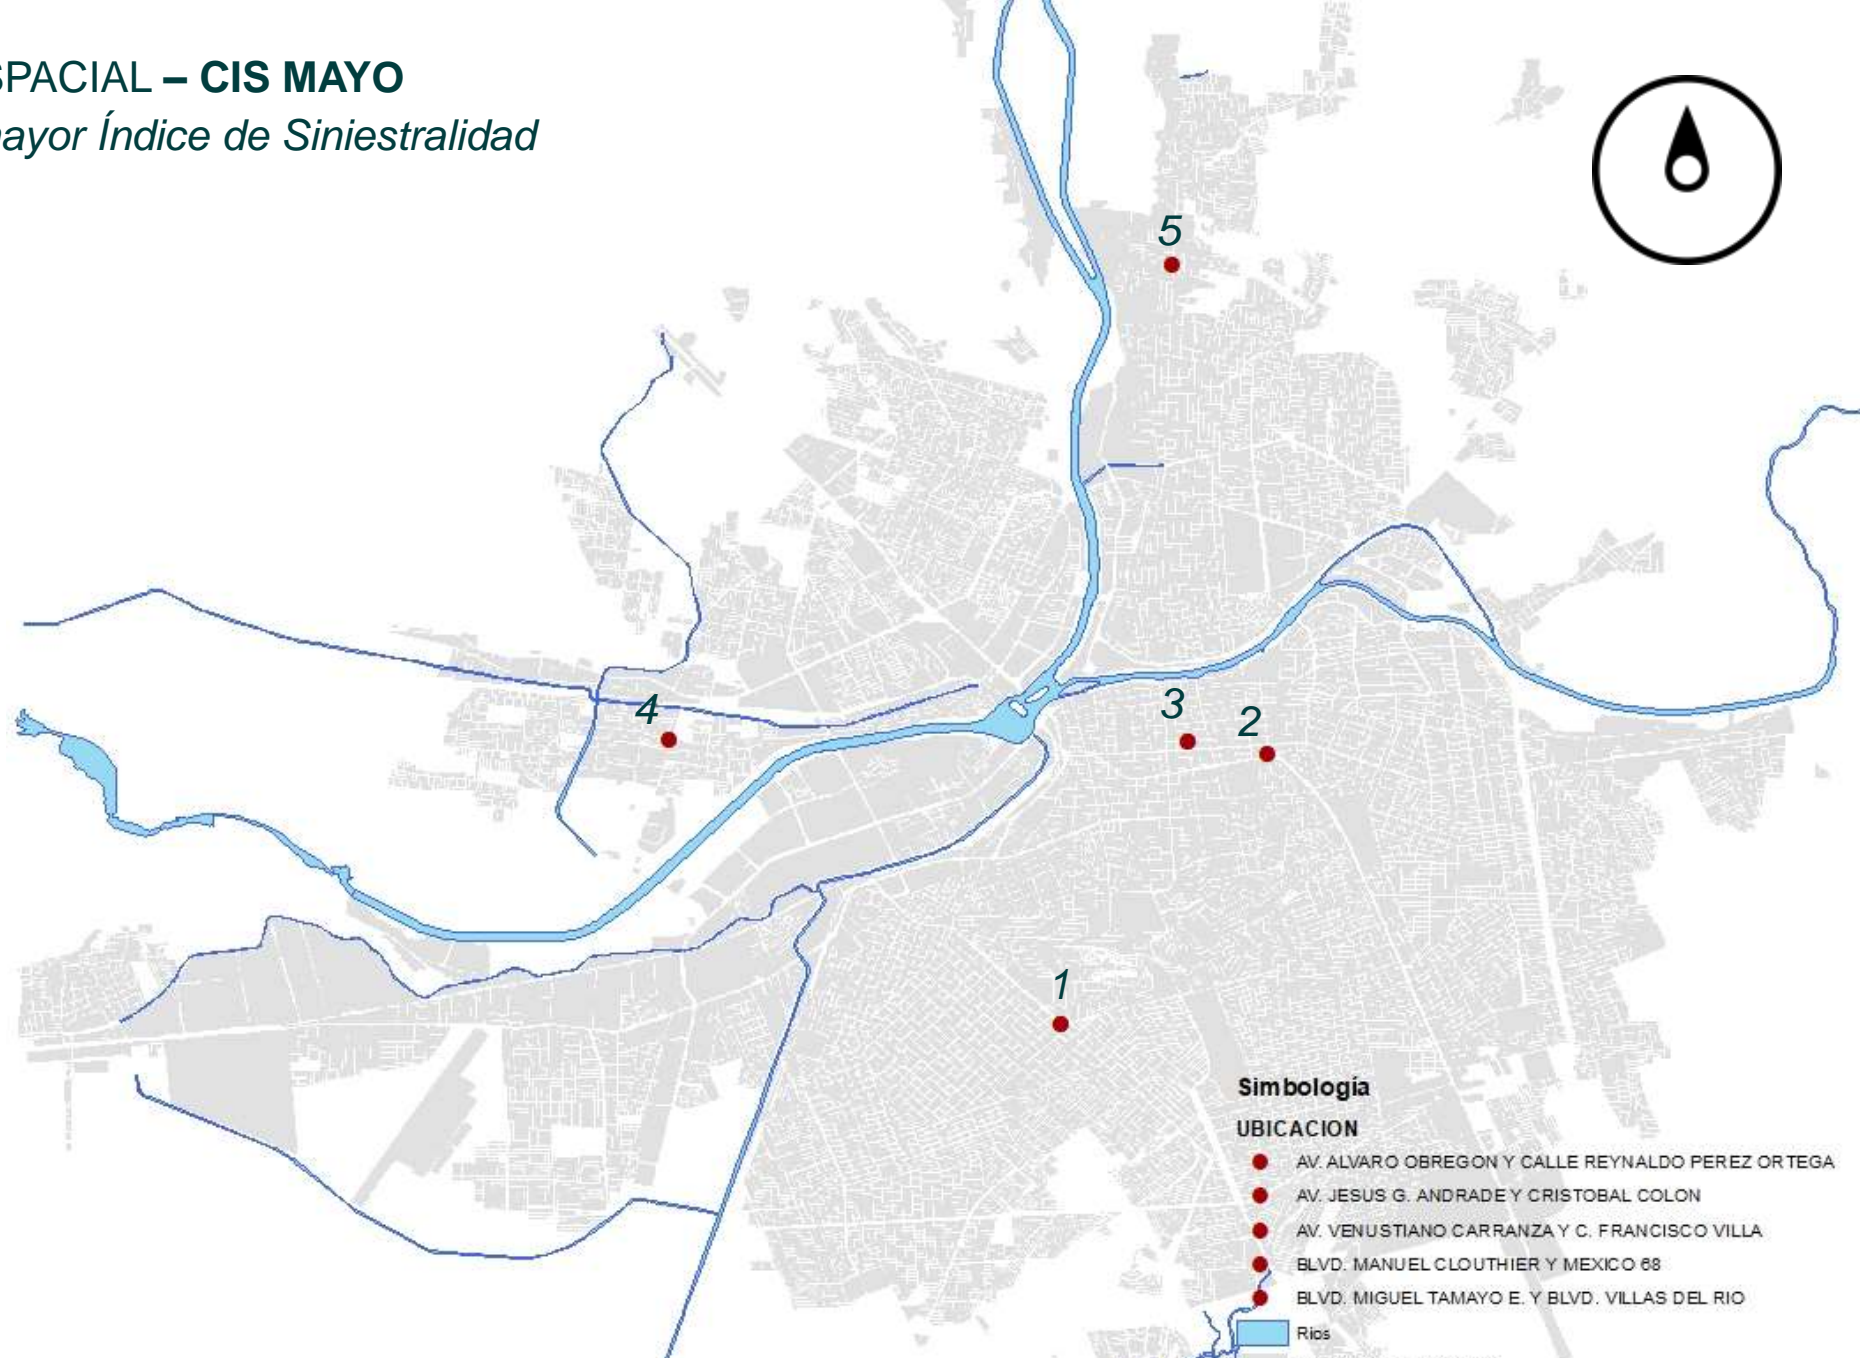 SPACIAL – CIS MAYO
mayor Índice de Siniestralidad
5
4
3
2
1
Simbología
UBICACION
AV. ALVARO OBREGON Y CALLE REYNALDO PEREZ ORTEGA
AV. JESUS G. ANDRADE Y CRISTOBAL COLON
AV. VENUSTIANO CARRANZA Y C. FRANCISCO VILLA
BLVD. MANUEL CLOUTHIER Y MEXICO 68
BLVD. MIGUEL TAMAYO E. Y BLVD. VILLAS DEL RIO
Rios